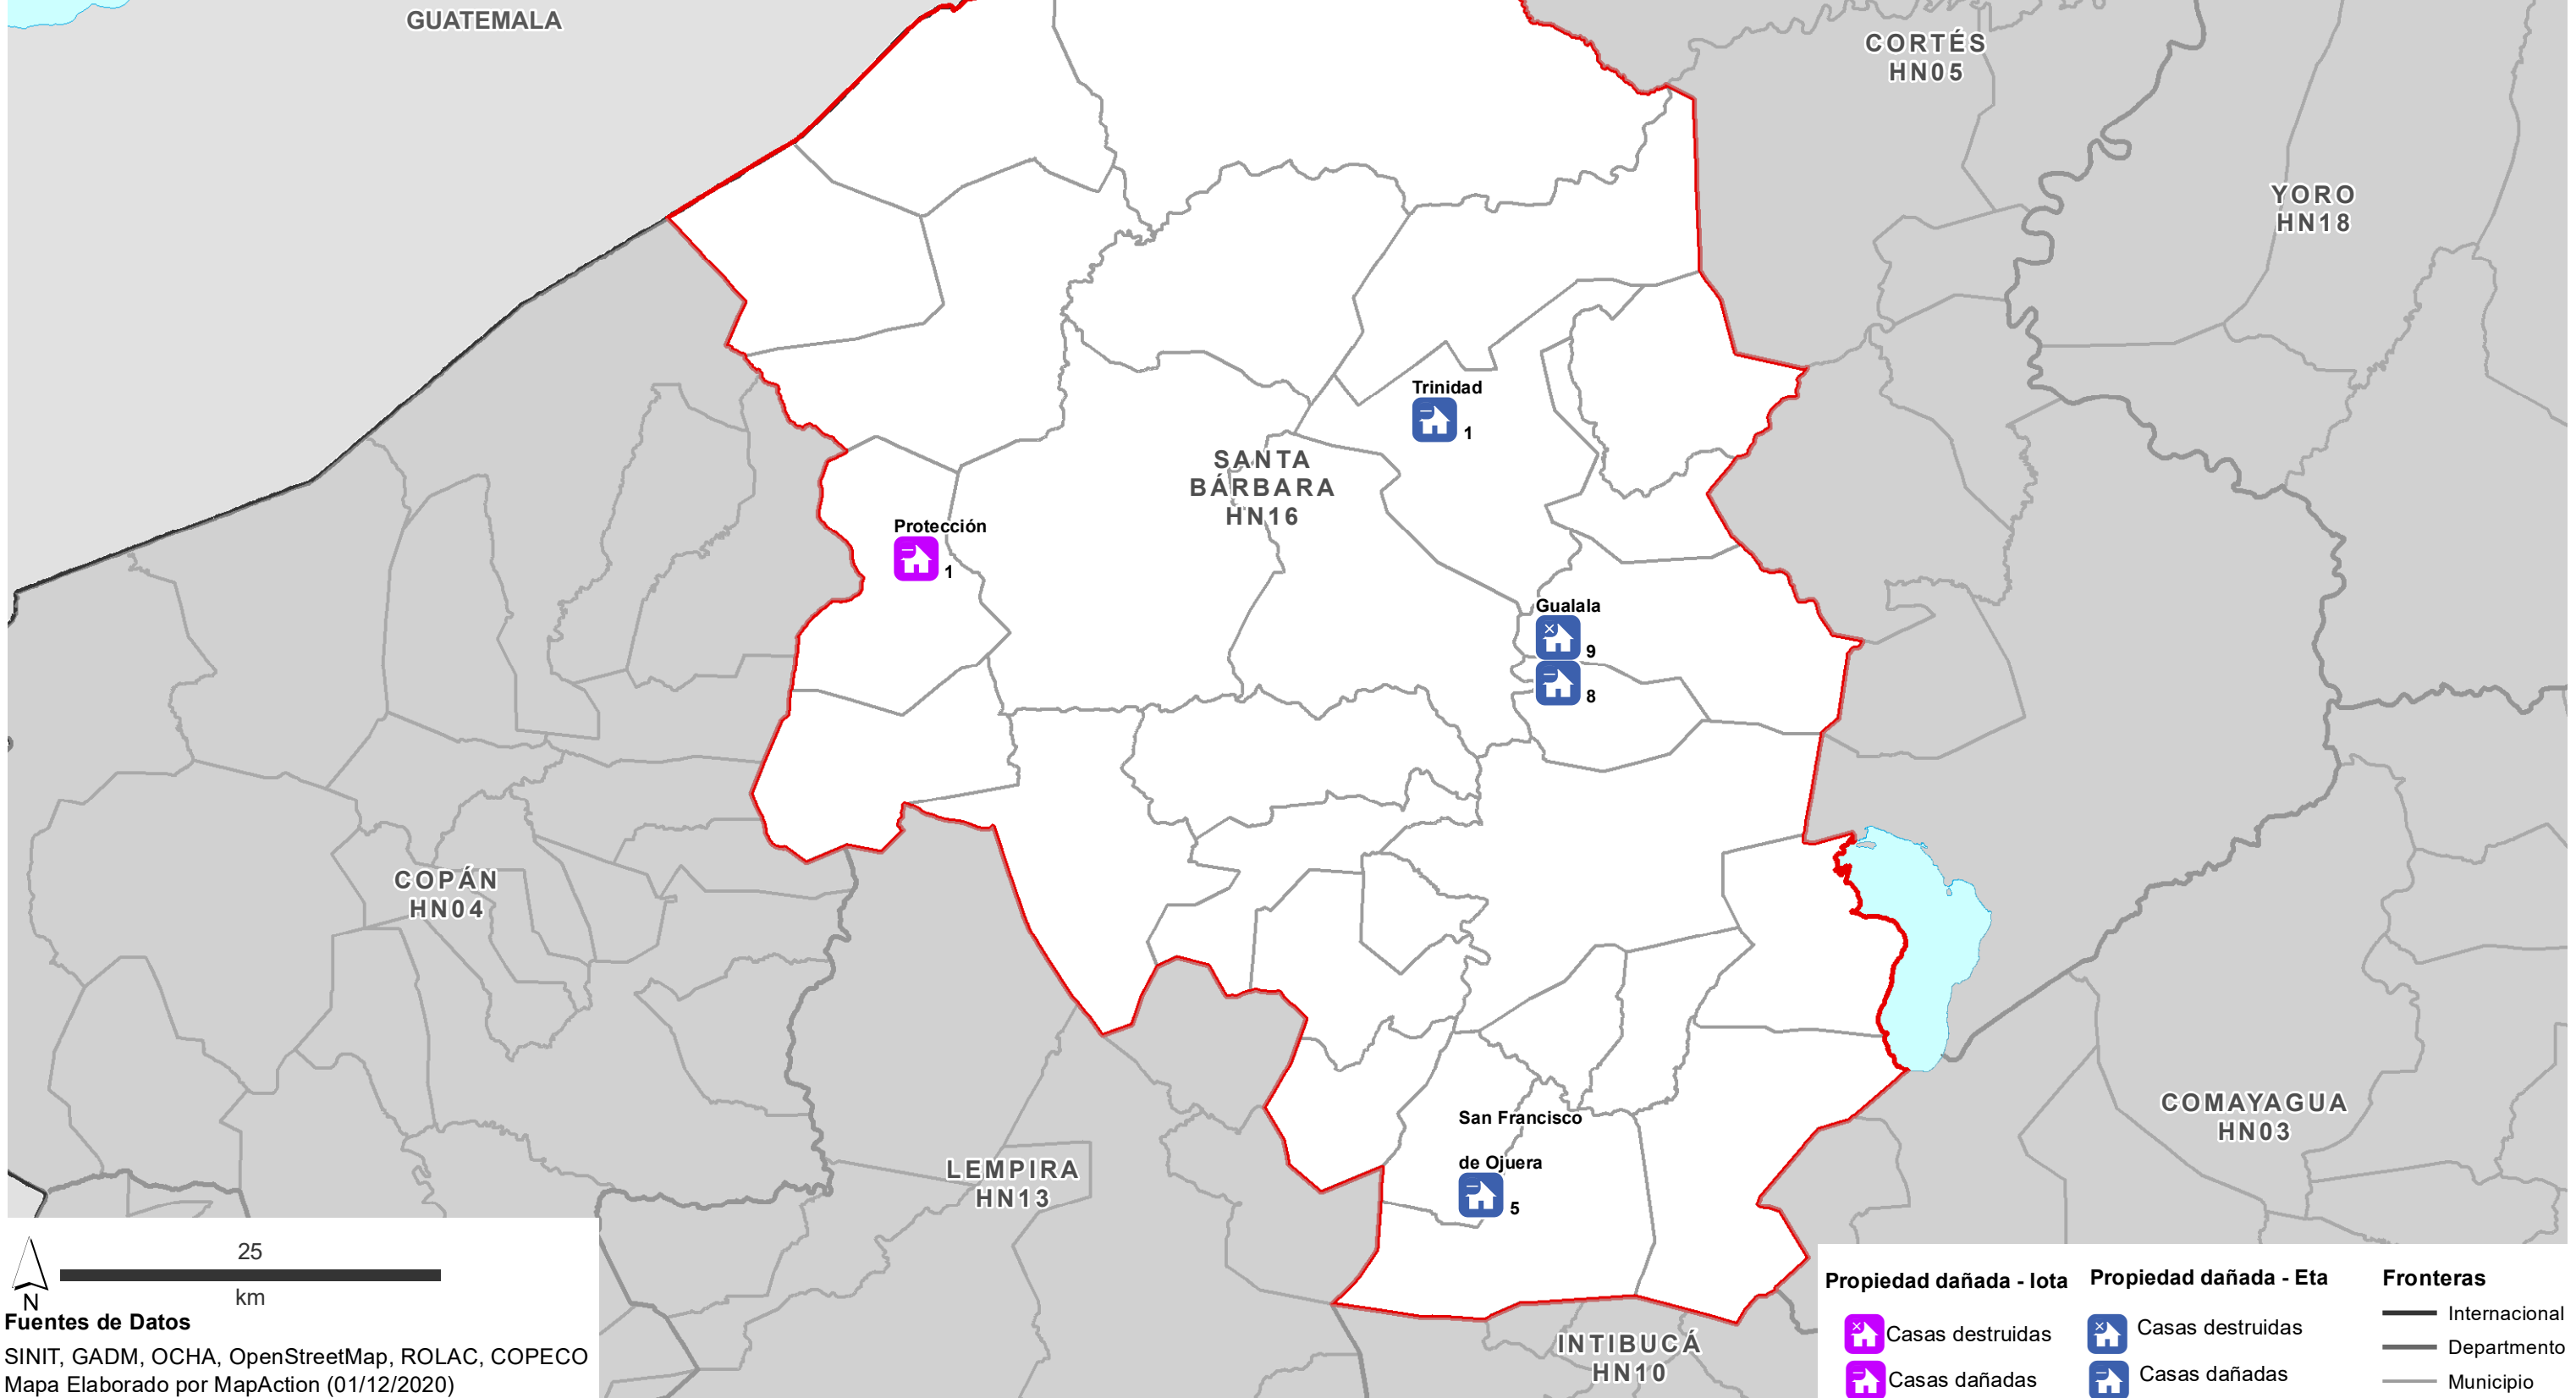 GUATEMALA
CORTÉS
HN05
YORO
HN18
Trinidad
1
SANTA
BÁRBARA
HN16
Protección
1
Gualala
9
8
COPÁN
HN04
San Francisco
de Ojuera
5
LEMPIRA
HN13
COMAYAGUA
HN03
INTIBUCÁ
HN10
25
km
N
Fuentes de Datos
SINIT, GADM, OCHA, OpenStreetMap, ROLAC, COPECO
Mapa Elaborado por MapAction (01/12/2020)
Propiedad dañada - Iota
Casas destruidas
Casas dañadas
Propiedad dañada - Eta
Casas destruidas
Casas dañadas
Fronteras
Internacional
Departmento
Municipio